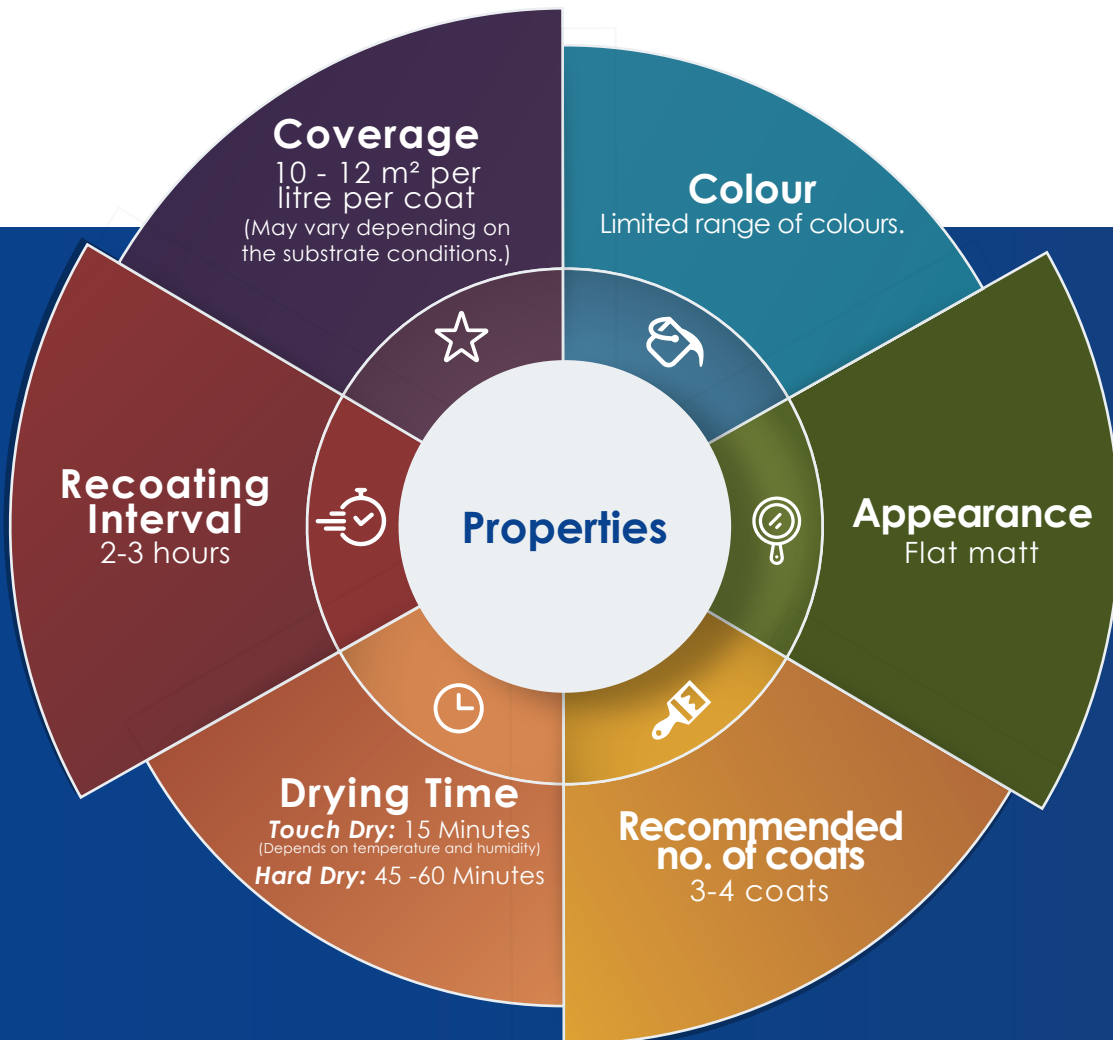 Coverage
10 - 12 m² per
litre per coat
(May vary depending on
the substrate conditions.)
Colour
Limited range of colours.
Recoating
Interval
2-3 hours
Properties
Appearance
Flat matt
Drying Time
Touch Dry: 15 Minutes
(Depends on temperature and humidity)
Hard Dry: 45 -60 Minutes
Recommended
no. of coats
3-4 coats